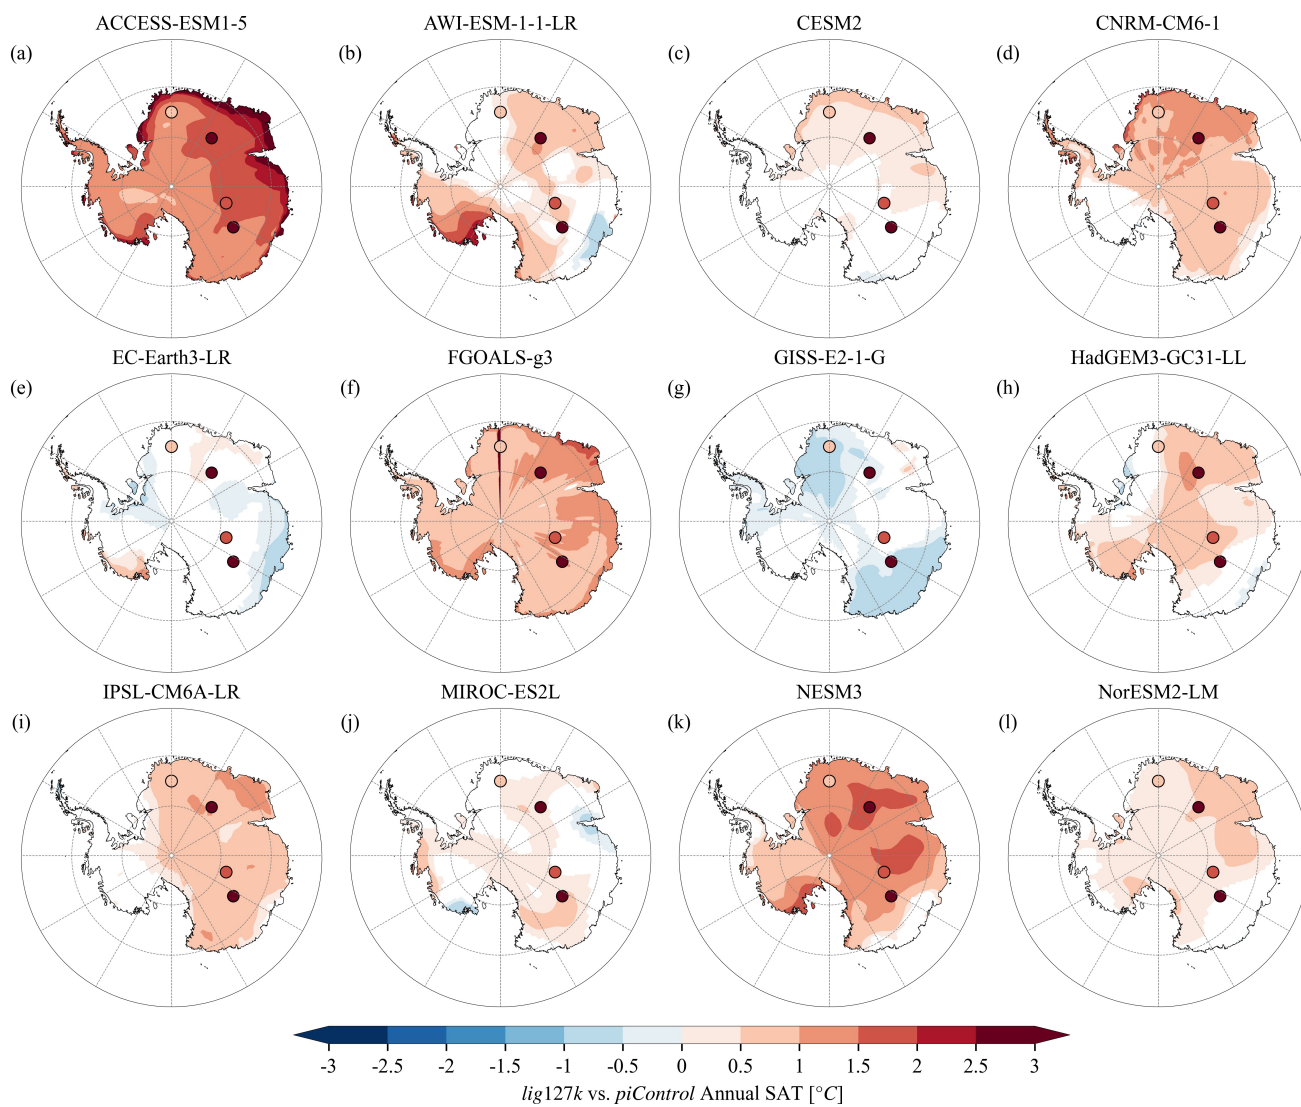 ACCESS-ESM1-5
AWI-ESM-1-1-LR
CESM2
CNRM-CM6-1
(a)
(b)
(c)
(d)
EC-Earth3-LR
FGOALS-g3
GISS-E2-1-G
HadGEM3-GC31-LL
(e)
(f)
(g)
(h)
IPSL-CM6A-LR
MIROC-ES2L
NESM3
NorESM2-LM
(i)
(j)
(k)
(l)
-3 -2.5 -2 -1.5 -1 -0.5 0 0.5 1 1.5 2 2.5 3
lig127k vs. piControl Annual SAT [°C]